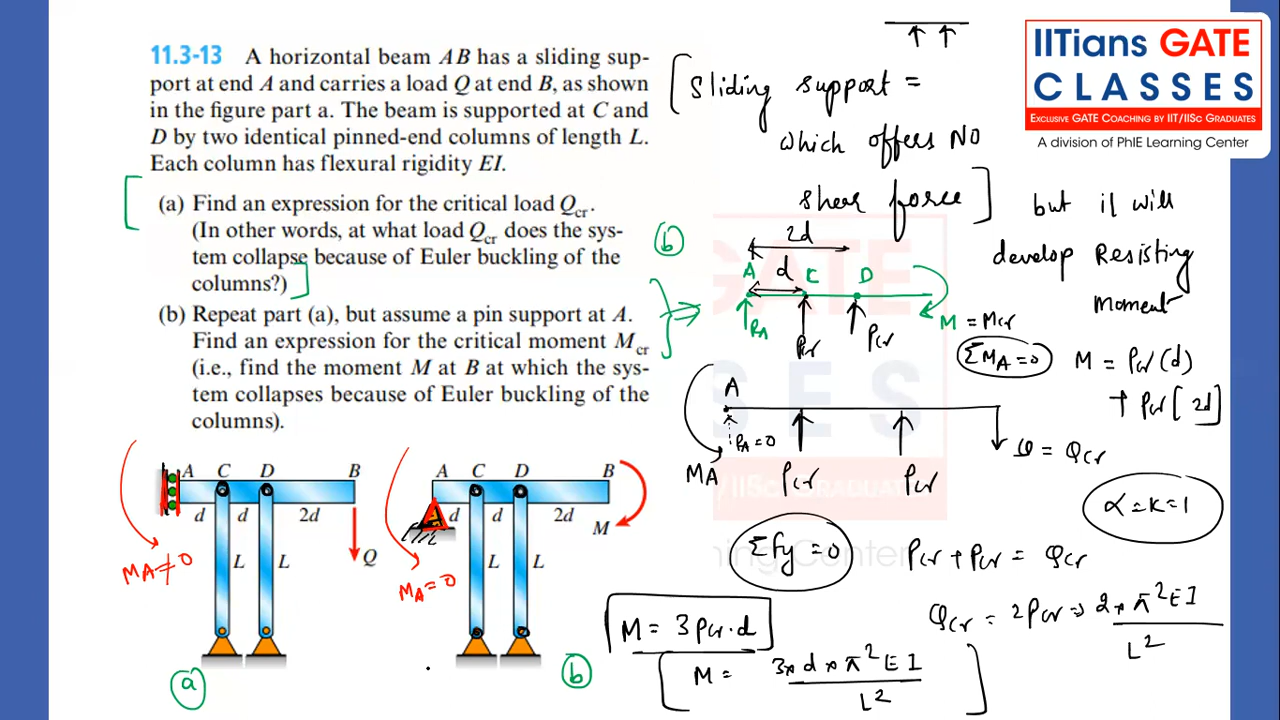 11.3-13 A horizontal beam AB has a sliding sup-
port at end A and carries a load Q at end B, as shown
in the figure part a. The beam is supported at C and
D by two identical pinned-end columns of length L.
Each column has flexural rigidity EI.
(a) Find an expression for the critical load Qcr.
(In other words, at what load Qcr does the sys-
tem collapse because of Euler buckling of the
columns?)
(b) Repeat part (a), but assume a pin support at A.
Find an expression for the critical moment Mcr
(i.e., find the moment M at B at which the sys-
tem collapses because of Euler buckling of the
columns).
A C D B
d d 2d
L L Q
MA≠0
a
A C D B
d d 2d
M
L L
MA=0
b
[Sliding support =
which offers NO
shear force]
but it will
develop Resisting
moment
b
2d
d
A C D
RA Pcr Pcr
M = Mcr
ΣMA=0
M = Pcr(d)
+ Pcr[2d]
A
RA=0
MA Pcr Pcr
Q = Qcr
α=k=1
ΣFy=0
Pcr + Pcr = Qcr
Qcr = 2Pcr = 2×π²EI
L²
M = 3Pcr·d
M = 3×d×π²EI
L²
IITians GATE
CLASSES
EXCLUSIVE GATE COACHING BY IIT/IISc GRADUATES
A division of PhIE Learning Center